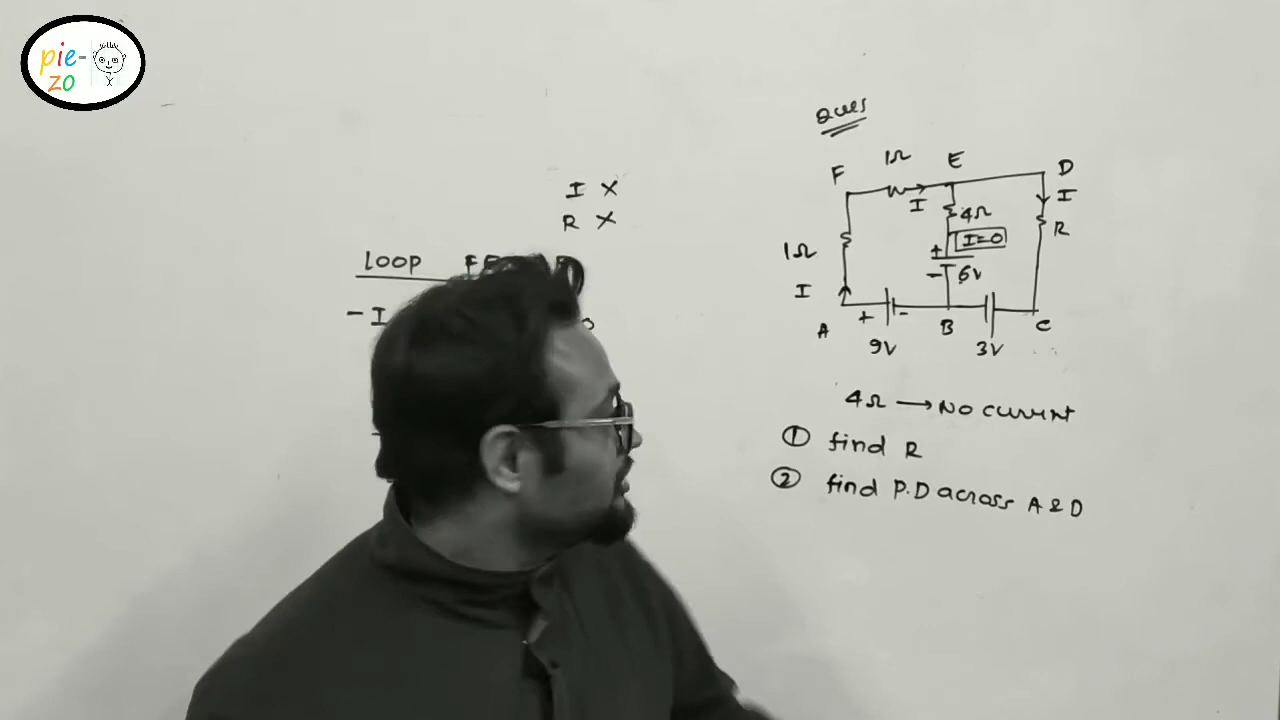 pie-
zo
Ques
I X
R X
LOOP
- I
F
1Ω
E
D
I
I
4Ω
R
I=0
1Ω
+
- 6V
I
A
+
-
B
C
9V
3V
4Ω → No current
① find R
② find P.D across A & D